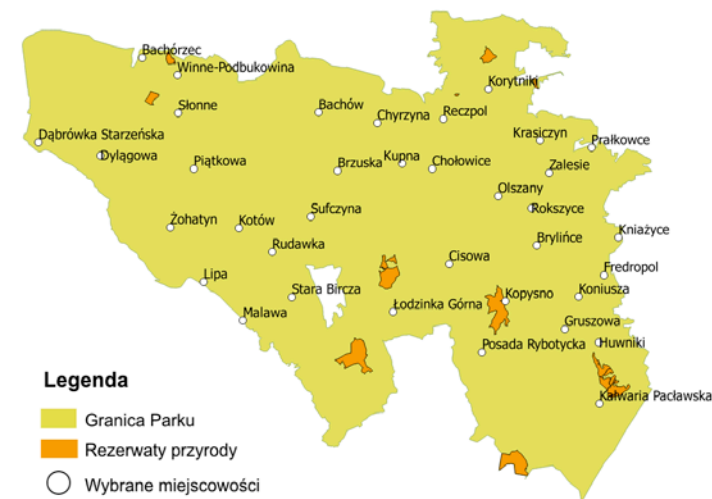 Bachórzec
Winne-Podbukowina
Korytniki
Słonne
Bachów
Chyrzyna
Reczpol
Krasiczyn
Prałkowce
Dąbrówka Starzeńska
Dylągowa
Piątkowa
Brzuska
Kupna
Chołowice
Zalesie
Olszany
Rokszyce
Sufczyna
Żohatyn
Kotów
Kniażyce
Rudawka
Brylińce
Cisowa
Fredropol
Lipa
Stara Bircza
Kopysno
Koniusza
Malawa
Łodzinka Górna
Gruszowa
Posada Rybotycka
Huwniki
Kalwaria Pacławska
Legenda
Granica Parku
Rezerwaty przyrody
Wybrane miejscowości